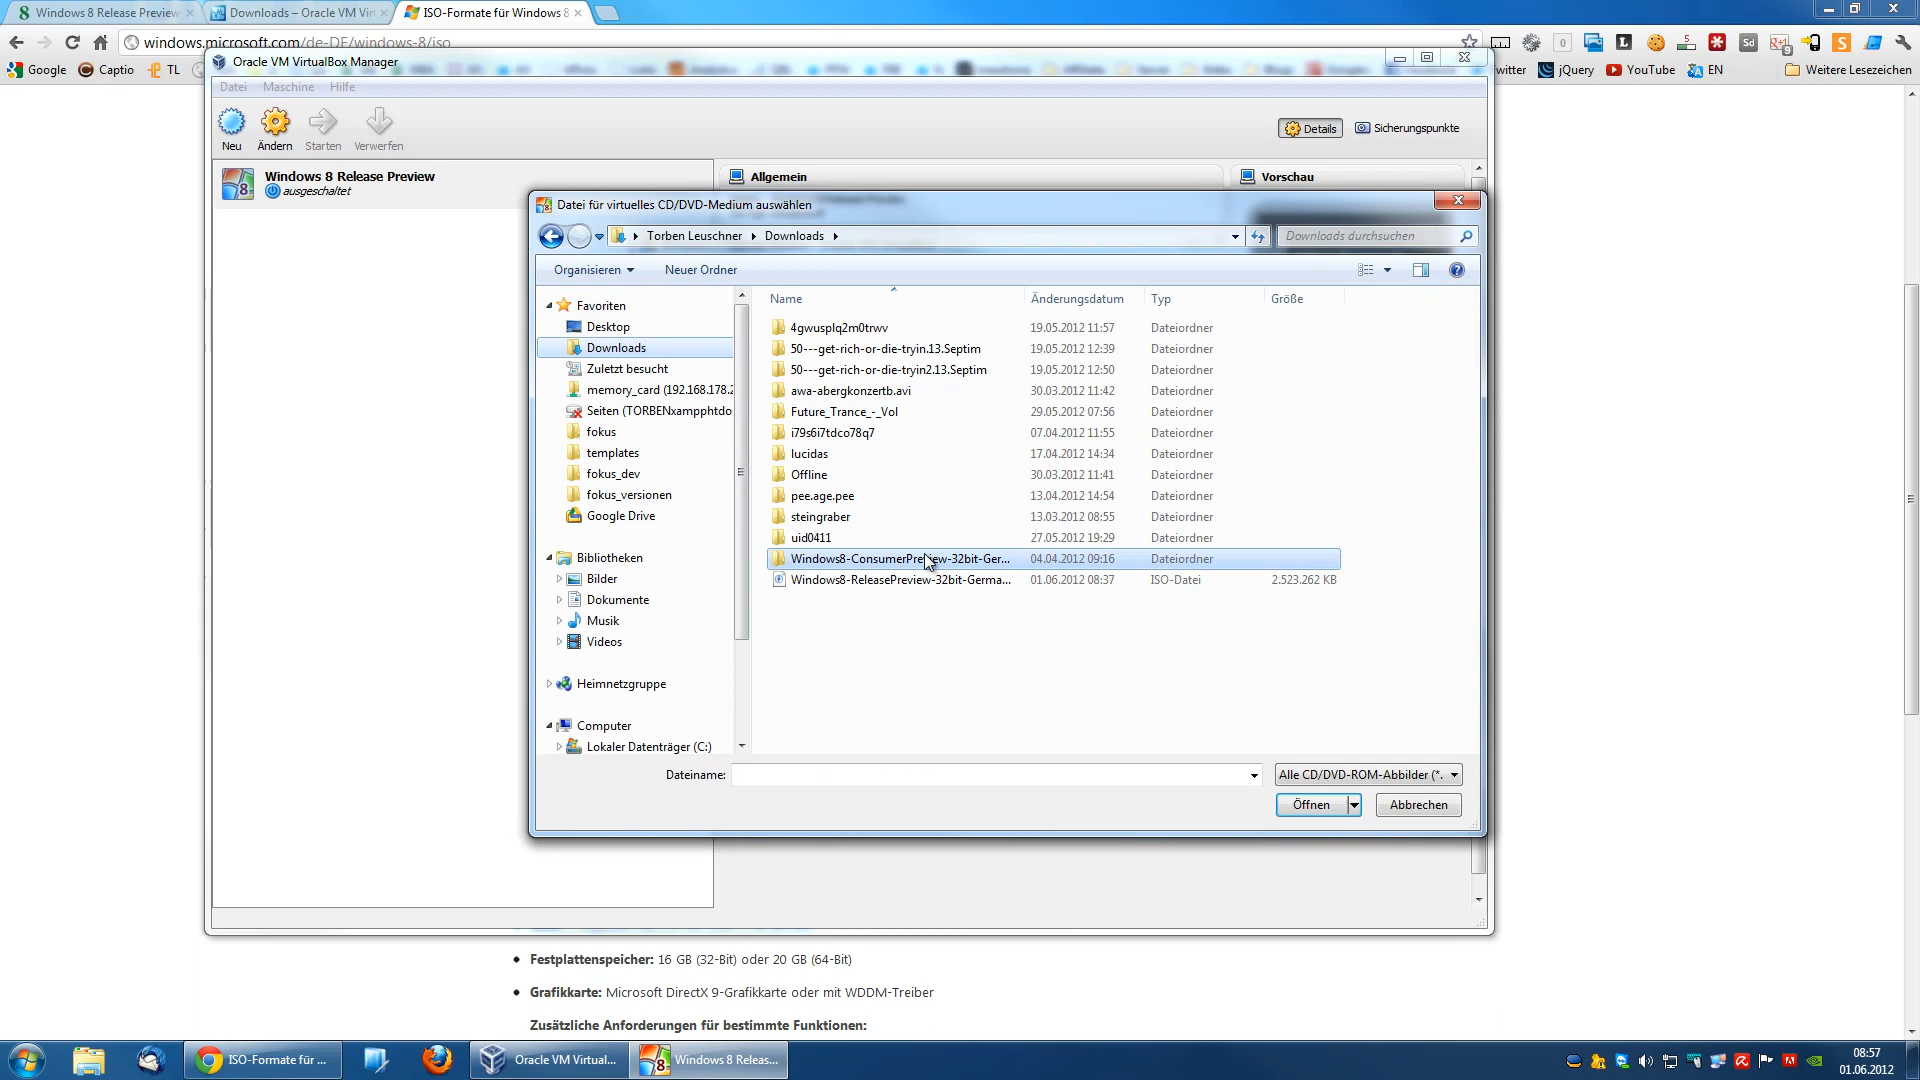 Windows 8 Release Preview
Downloads – Oracle VM Virt
ISO-Formate für Windows 8
windows.microsoft.com/de-DE/windows-8/iso
Google
Captio
TL
jQuery
YouTube
EN
Weitere Lesezeichen
Oracle VM VirtualBox Manager
Datei
Maschine
Hilfe
Neu
Ändern
Starten
Verwerfen
Details
Sicherungspunkte
Windows 8 Release Preview
ausgeschaltet
Allgemein
Vorschau
Datei für virtuelles CD/DVD-Medium auswählen
Torben Leuschner
Downloads
Downloads durchsuchen
Organisieren
Neuer Ordner
Favoriten
Desktop
Downloads
Zuletzt besucht
memory_card (192.168.178.2
Seiten (TORBENxampphtdo
fokus
templates
fokus_dev
fokus_versionen
Google Drive
Bibliotheken
Bilder
Dokumente
Musik
Videos
Heimnetzgruppe
Computer
Lokaler Datenträger (C:)
Name Änderungsdatum Typ Größe
4gwusplq2m0trwv 19.05.2012 11:57 Dateiordner
50---get-rich-or-die-tryin.13.Septim 19.05.2012 12:39 Dateiordner
50---get-rich-or-die-tryin2.13.Septim 19.05.2012 12:50 Dateiordner
awa-abergkonzertb.avi 30.03.2012 11:42 Dateiordner
Future_Trance_-_Vol 29.05.2012 07:56 Dateiordner
i79s6i7tdco78q7 07.04.2012 11:55 Dateiordner
lucidas 17.04.2012 14:34 Dateiordner
Offline 30.03.2012 11:41 Dateiordner
pee.age.pee 13.04.2012 14:54 Dateiordner
steingraber 13.03.2012 08:55 Dateiordner
uid0411 27.05.2012 19:29 Dateiordner
Windows8-ConsumerPreview-32bit-Ger... 04.04.2012 09:16 Dateiordner
Windows8-ReleasePreview-32bit-Germa... 01.06.2012 08:37 ISO-Datei 2.523.262 KB
Dateiname:
Alle CD/DVD-ROM-Abbilder (*.
Öffnen
Abbrechen
Festplattenspeicher: 16 GB (32-Bit) oder 20 GB (64-Bit)
Grafikkarte: Microsoft DirectX 9-Grafikkarte oder mit WDDM-Treiber
Zusätzliche Anforderungen für bestimmte Funktionen:
ISO-Formate für ...
Oracle VM Virtual...
Windows 8 Releas...
08:57
01.06.2012